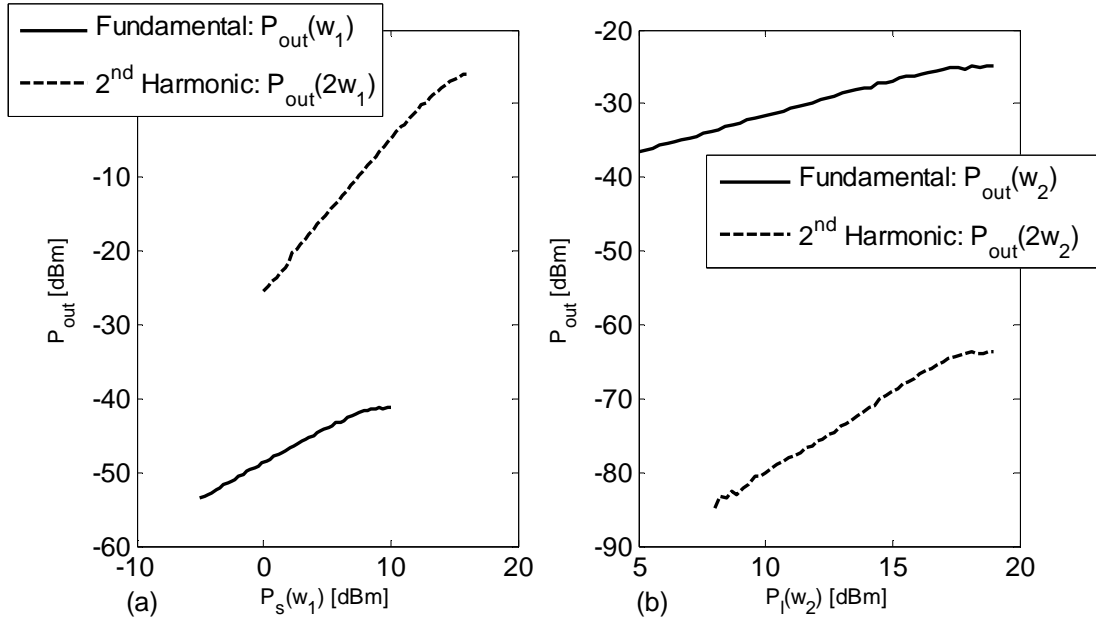 Fundamental: P_out(w_1)
2^nd Harmonic: P_out(2w_1)
-10
-20
-30
-40
-50
-60
P_out [dBm]
-10
0
10
20
(a)
P_s(w_1) [dBm]
-20
-30
-40
-50
-60
-70
-80
-90
P_out [dBm]
Fundamental: P_out(w_2)
2^nd Harmonic: P_out(2w_2)
5
10
15
20
(b)
P_l(w_2) [dBm]